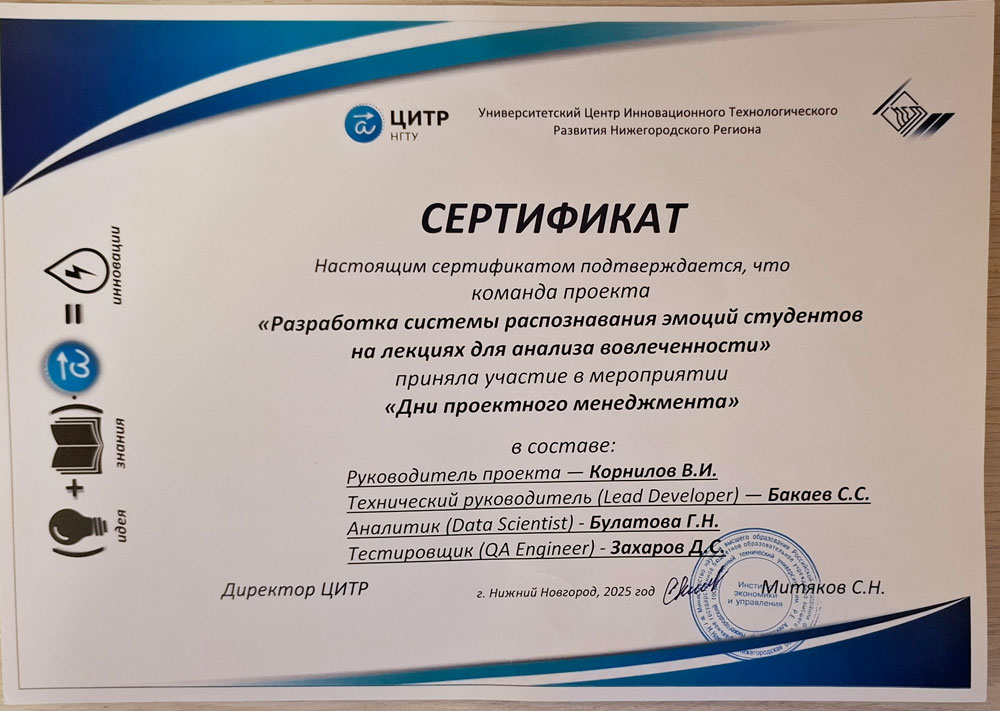 ЦИТР
НГТУ
Университетский Центр Инновационного Технологического
Развития Нижегородского Региона
СЕРТИФИКАТ
Настоящим сертификатом подтверждается, что
команда проекта
«Разработка системы распознавания эмоций студентов
на лекциях для анализа вовлеченности»
приняла участие в мероприятии
«Дни проектного менеджмента»
в составе:
Руководитель проекта — Корнилов В.И.
Технический руководитель (Lead Developer) — Бакаев С.С.
Аналитик (Data Scientist) - Булатова Г.Н.
Тестировщик (QA Engineer) - Захаров Д.С.
Директор ЦИТР
г. Нижний Новгород, 2025 год
Митяков С.Н.
экономики
и управления
(идея + знания) · = инновации